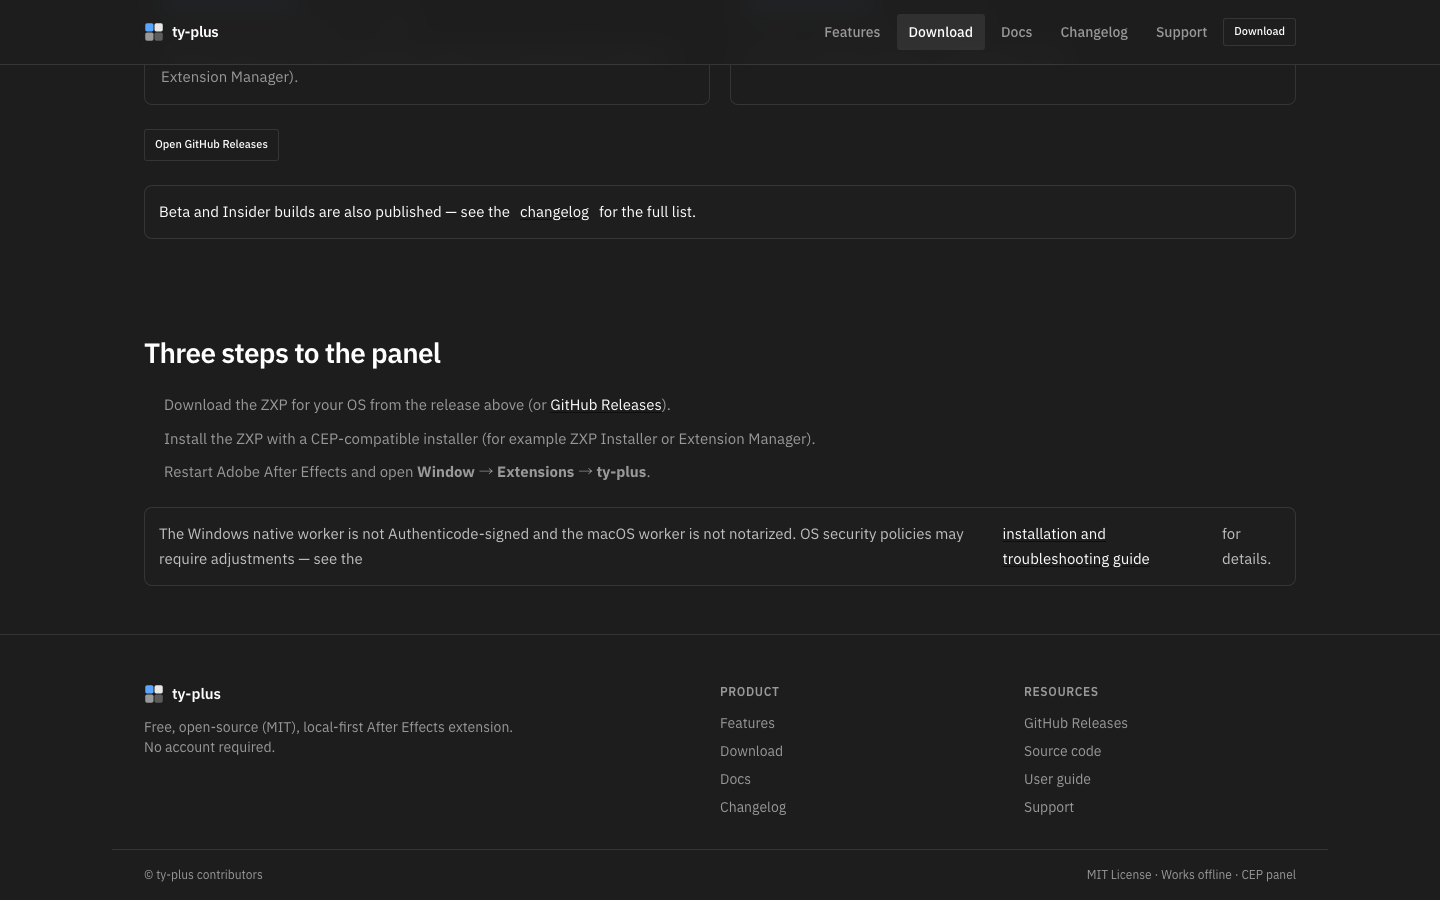 ty-plus
Features
Download
Docs
Changelog
Support
Download
Extension Manager).
Open GitHub Releases
Beta and Insider builds are also published — see the changelog for the full list.
Three steps to the panel
Download the ZXP for your OS from the release above (or GitHub Releases).
Install the ZXP with a CEP-compatible installer (for example ZXP Installer or Extension Manager).
Restart Adobe After Effects and open Window → Extensions → ty-plus.
The Windows native worker is not Authenticode-signed and the macOS worker is not notarized. OS security policies may
require adjustments — see the
installation and
troubleshooting guide
for
details.
ty-plus
Free, open-source (MIT), local-first After Effects extension.
No account required.
PRODUCT
Features
Download
Docs
Changelog
RESOURCES
GitHub Releases
Source code
User guide
Support
© ty-plus contributors
MIT License · Works offline · CEP panel